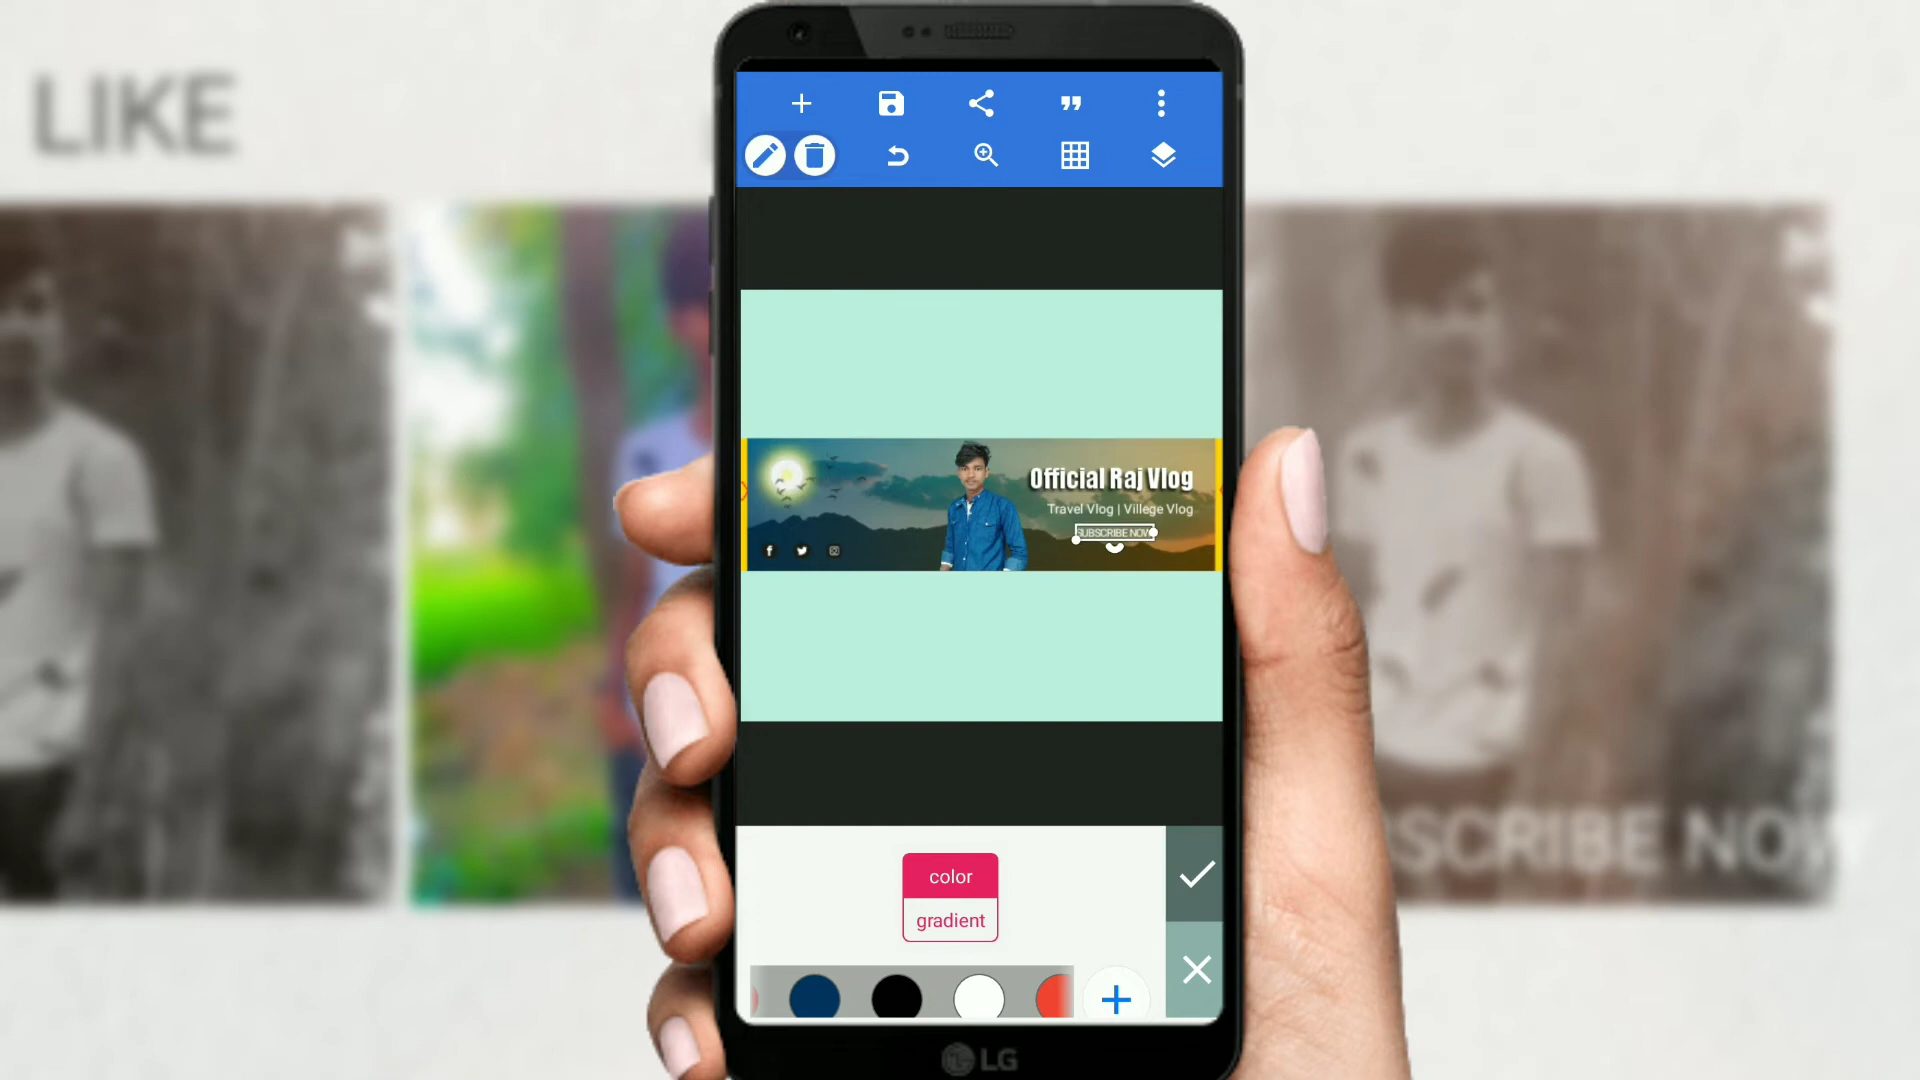 LIKE
Official Raj Vlog
Travel Vlog | Villege Vlog
SUBSCRIBE NOW
color
gradient
SCRIBE NOW
LG